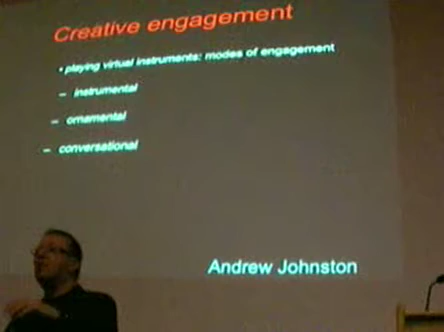 Creative engagement
• playing virtual instruments: modes of engagement
– instrumental
– ornamental
– conversational
Andrew Johnston